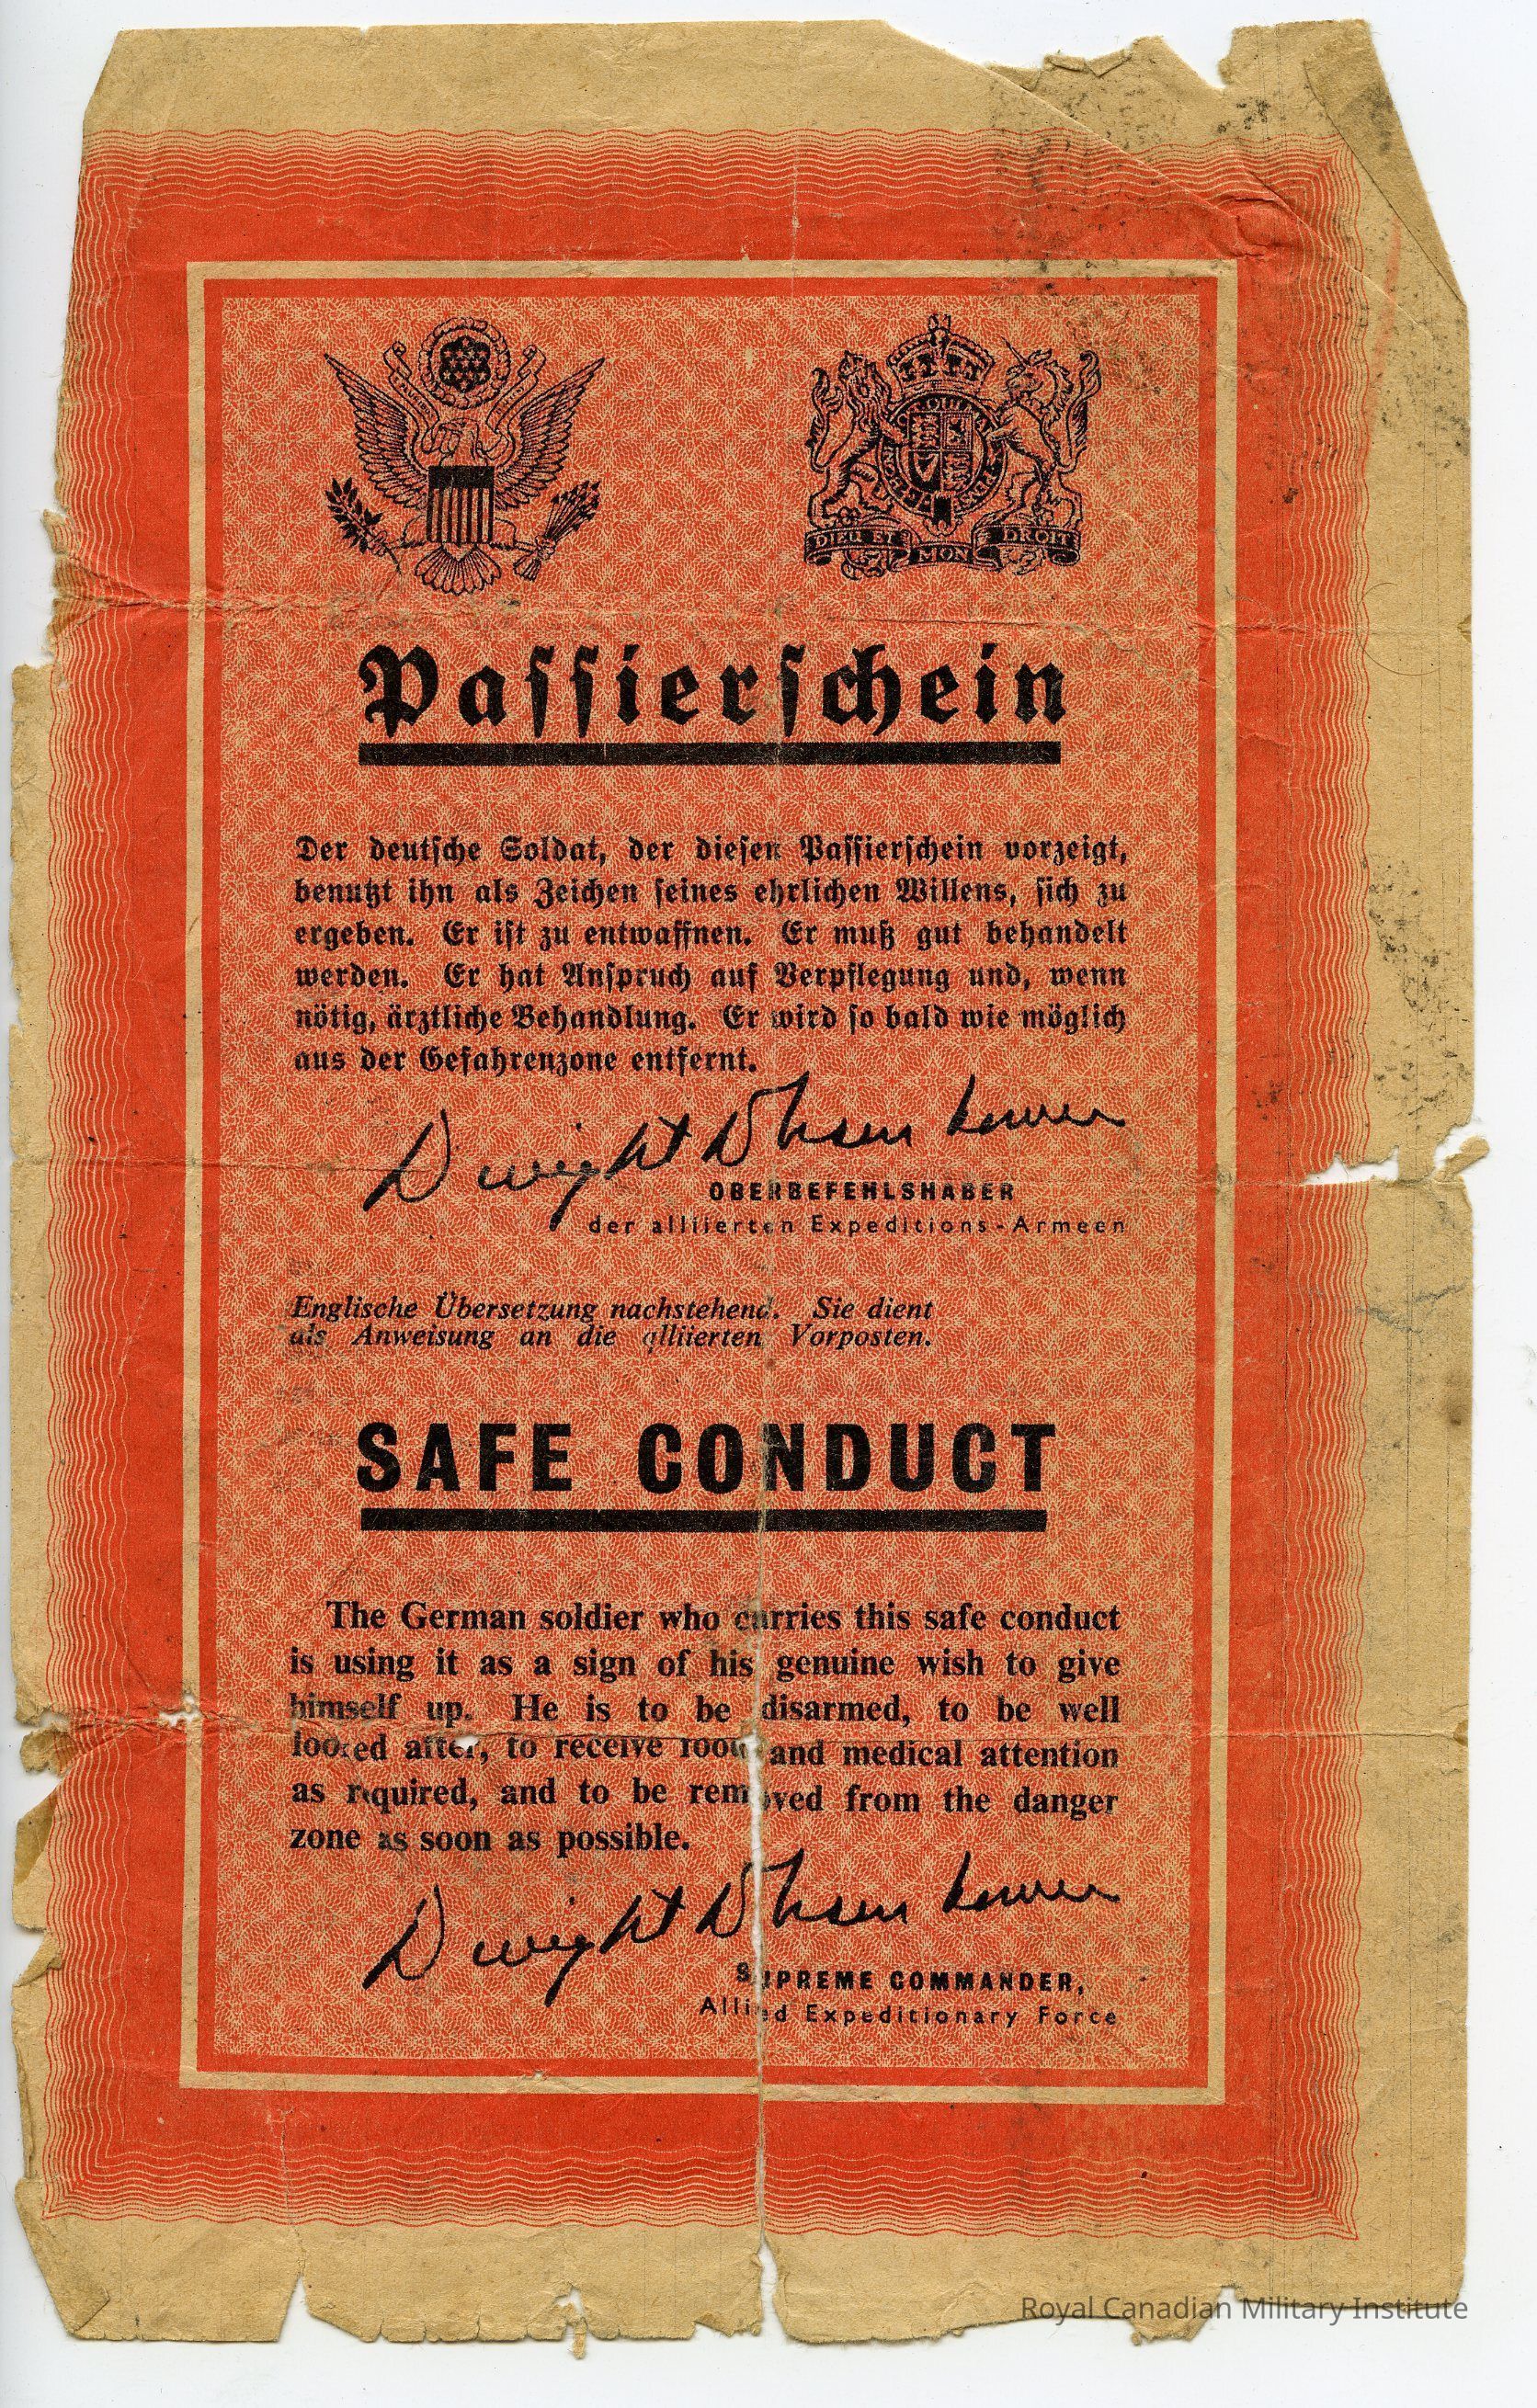 DIEU ET MON DROIT
Passierschein
Der deutsche Soldat, der diesen Passierschein vorzeigt,
benutzt ihn als Zeichen seines ehrlichen Willens, sich zu
ergeben. Er ist zu entwaffnen. Er muß gut behandelt
werden. Er hat Anspruch auf Verpflegung und, wenn
nötig, ärztliche Behandlung. Er wird so bald wie möglich
aus der Gefahrenzone entfernt.
Dwight D Eisenhower
OBERBEFEHLSHABER
der alliierten Expeditions-Armeen
Englische Übersetzung nachstehend. Sie dient
als Anweisung an die alliierten Vorposten.
SAFE CONDUCT
The German soldier who carries this safe conduct
is using it as a sign of his genuine wish to give
himself up. He is to be disarmed, to be well
looked after, to receive food and medical attention
as required, and to be removed from the danger
zone as soon as possible.
Dwight D Eisenhower
SUPREME COMMANDER,
Allied Expeditionary Force
Royal Canadian Military Institute